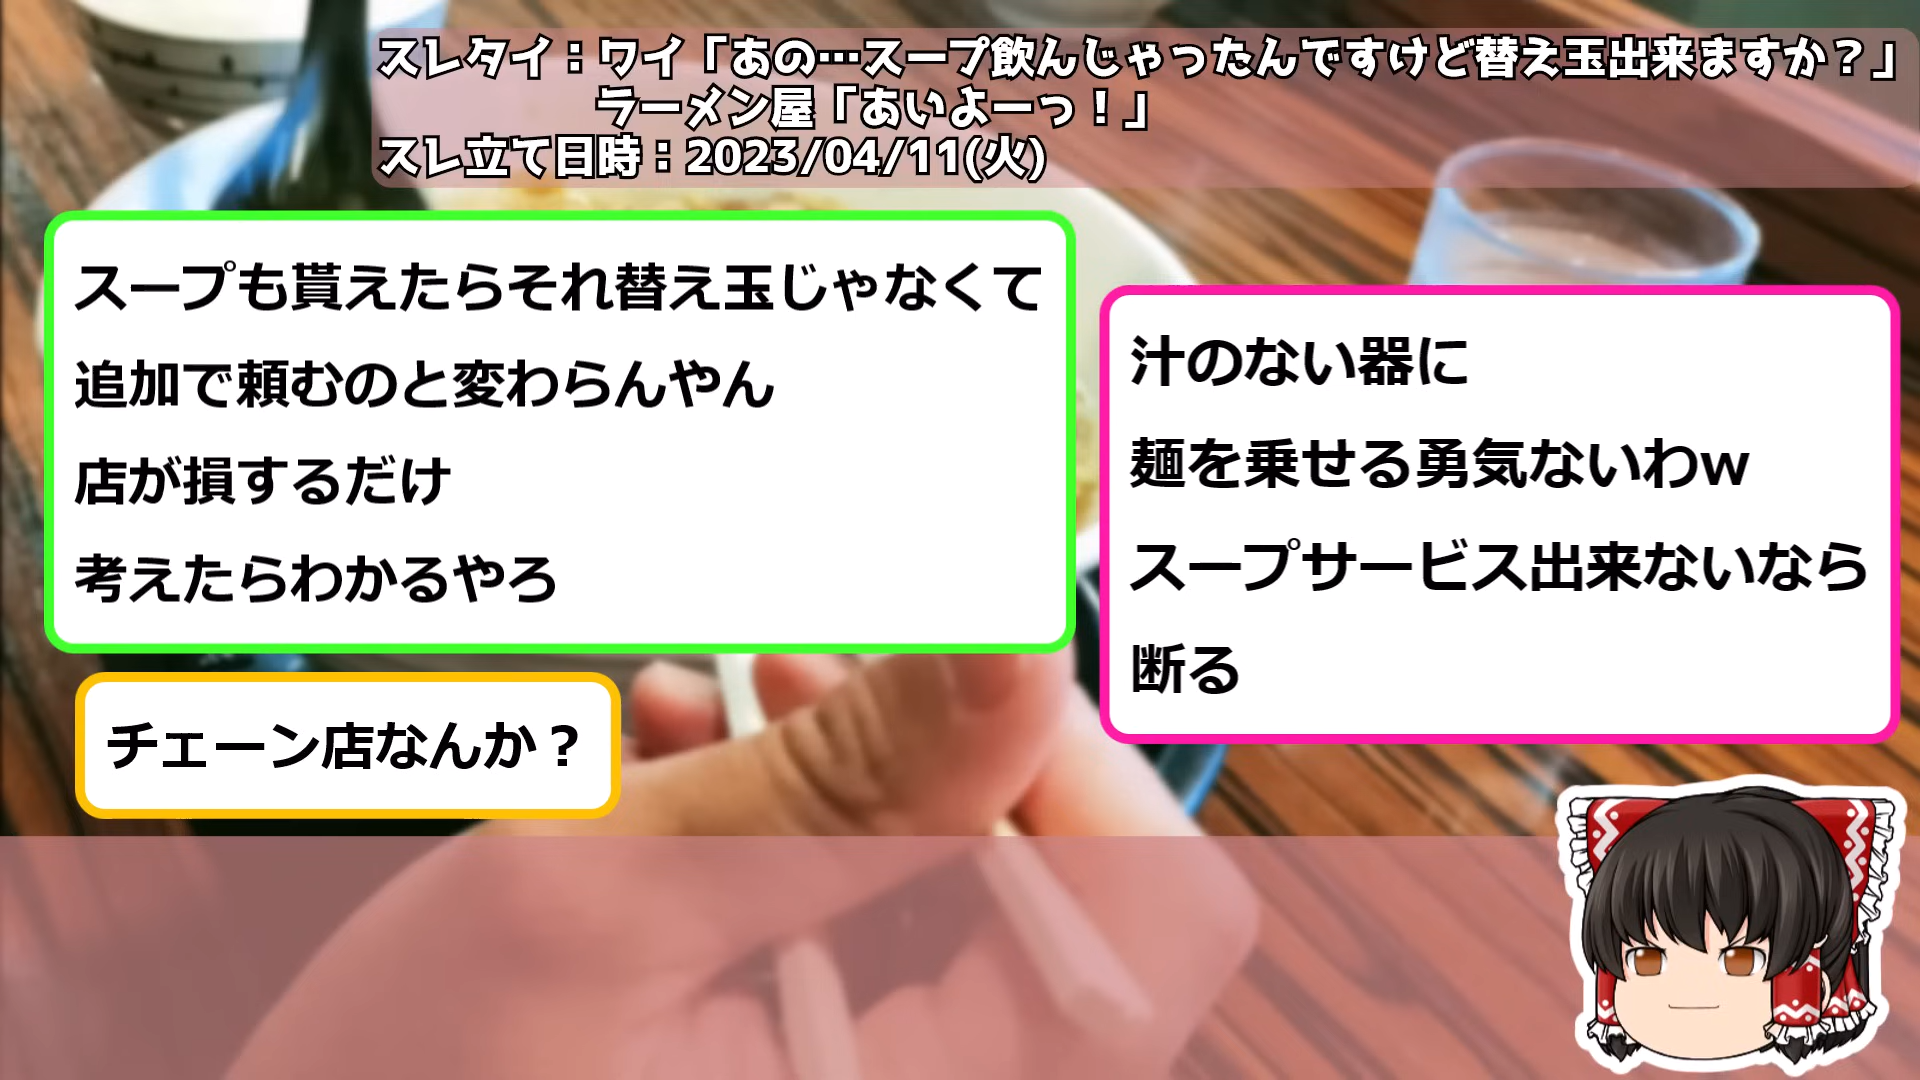 スレタイ：ワイ「あの…スープ飲んじゃったんですけど替え玉出来ますか？」
ラーメン屋「あいよーっ！」
スレ立て日時：2023/04/11(火)
スープも貰えたらそれ替え玉じゃなくて
追加で頼むのと変わらんやん
店が損するだけ
考えたらわかるやろ
汁のない器に
麺を乗せる勇気ないわw
スープサービス出来ないなら
断る
チェーン店なんか？